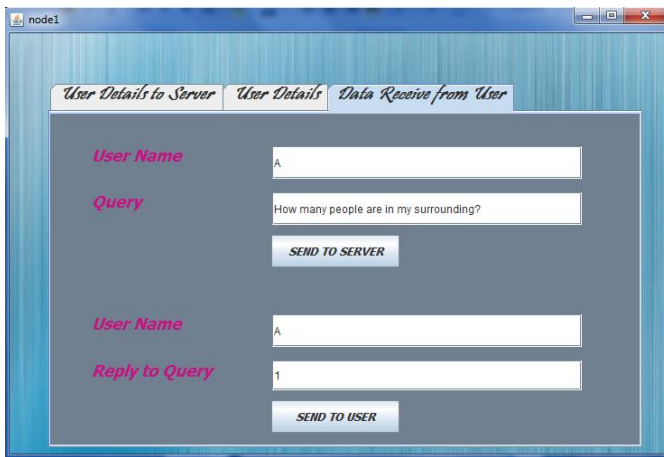 node1
User Details to Server User Details Data Receive from User
User Name A
Query How many people are in my surrounding?
SEND TO SERVER
User Name A
Reply to Query 1
SEND TO USER